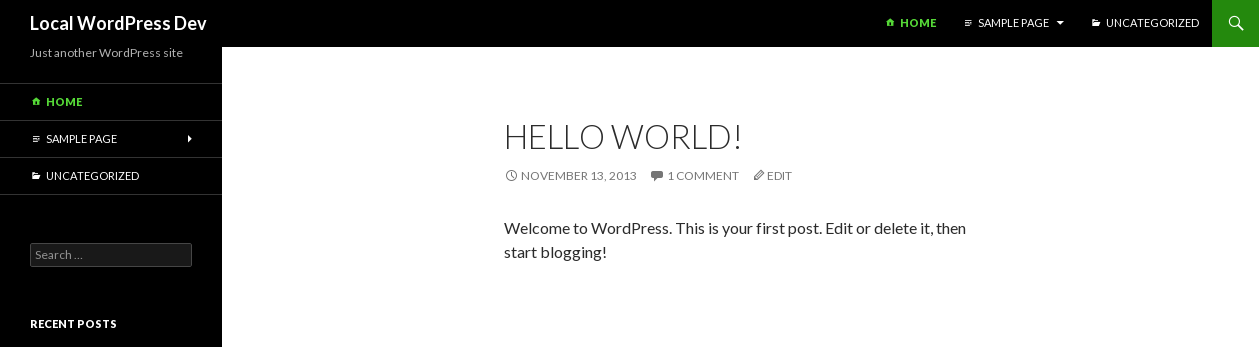 Local WordPress Dev
HOME
SAMPLE PAGE
UNCATEGORIZED
Just another WordPress site
HOME
SAMPLE PAGE
UNCATEGORIZED
Search ...
RECENT POSTS
HELLO WORLD!
NOVEMBER 13, 2013 1 COMMENT EDIT
Welcome to WordPress. This is your first post. Edit or delete it, then
start blogging!